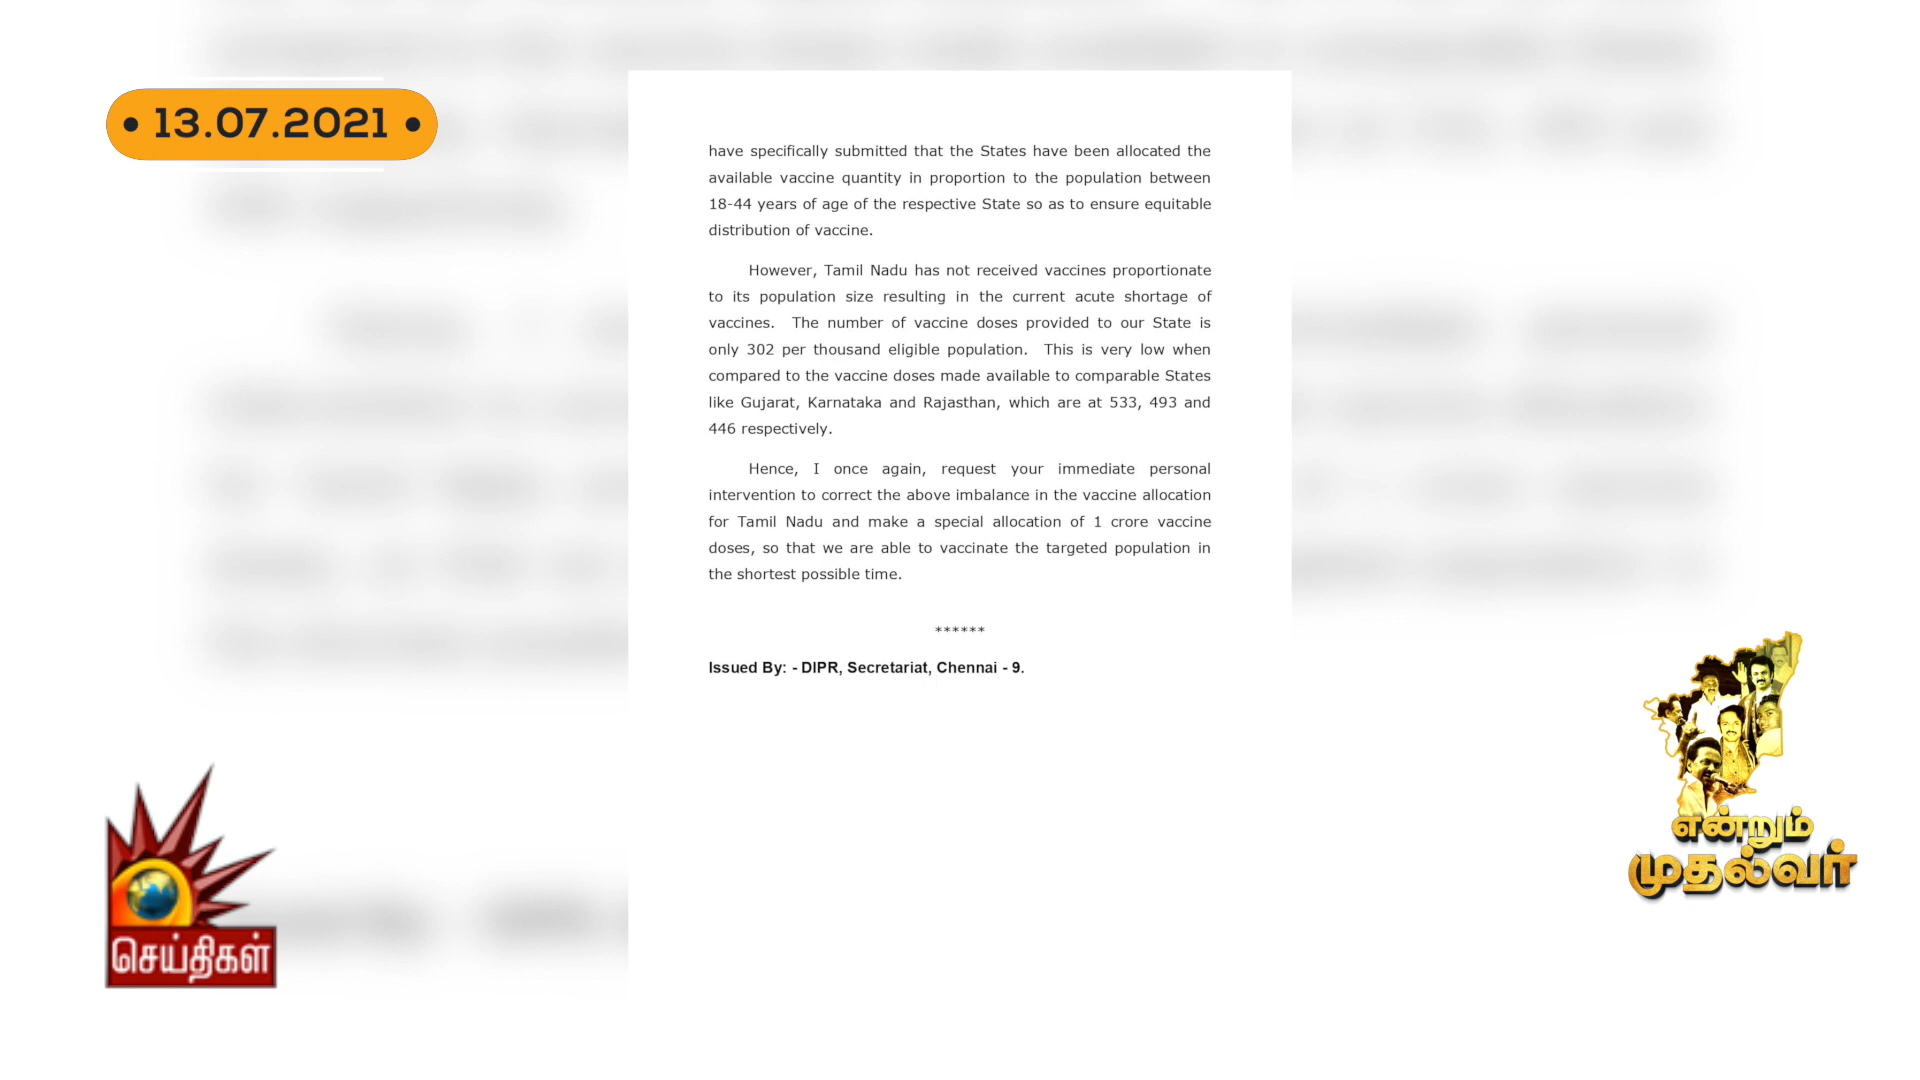 • 13.07.2021 •
have specifically submitted that the States have been allocated the
available vaccine quantity in proportion to the population between
18-44 years of age of the respective State so as to ensure equitable
distribution of vaccine.
However, Tamil Nadu has not received vaccines proportionate
to its population size resulting in the current acute shortage of
vaccines. The number of vaccine doses provided to our State is
only 302 per thousand eligible population. This is very low when
compared to the vaccine doses made available to comparable States
like Gujarat, Karnataka and Rajasthan, which are at 533, 493 and
446 respectively.
Hence, I once again, request your immediate personal
intervention to correct the above imbalance in the vaccine allocation
for Tamil Nadu and make a special allocation of 1 crore vaccine
doses, so that we are able to vaccinate the targeted population in
the shortest possible time.
******
Issued By: - DIPR, Secretariat, Chennai - 9.
என்றும்
முதல்வர்
செய்திகள்